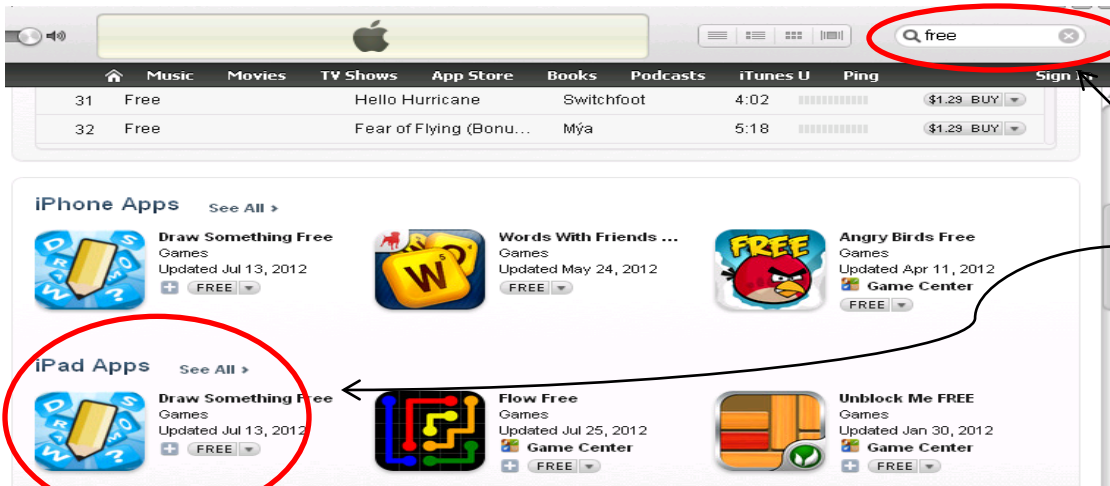 free
Music Movies TV Shows App Store Books Podcasts iTunes U Ping Sign In
31 Free Hello Hurricane Switchfoot 4:02 $1.29 BUY
32 Free Fear of Flying (Bonu... Mýa 5:18 $1.29 BUY
iPhone Apps See All >
Draw Something Free Words With Friends ... Angry Birds Free
Games Games Games
Updated Jul 13, 2012 Updated May 24, 2012 Updated Apr 11, 2012
FREE FREE Game Center
FREE
iPad Apps See All >
Draw Something Free Flow Free Unblock Me FREE
Games Games Games
Updated Jul 13, 2012 Updated Jul 25, 2012 Updated Jan 30, 2012
FREE Game Center Game Center
FREE FREE